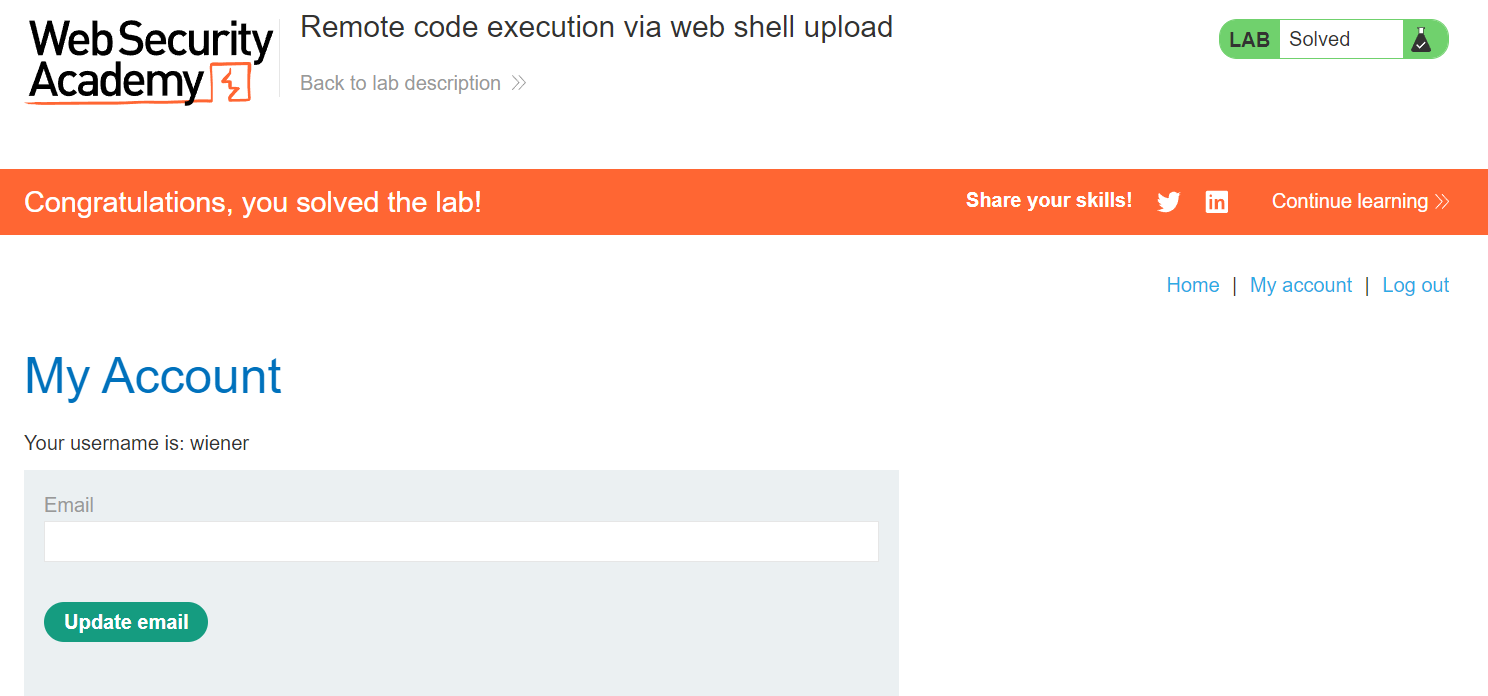 Web Security
Academy
Remote code execution via web shell upload
Back to lab description
LAB Solved
Congratulations, you solved the lab!
Share your skills!
in
Continue learning
Home | My account | Log out
My Account
Your username is: wiener
Email
Update email